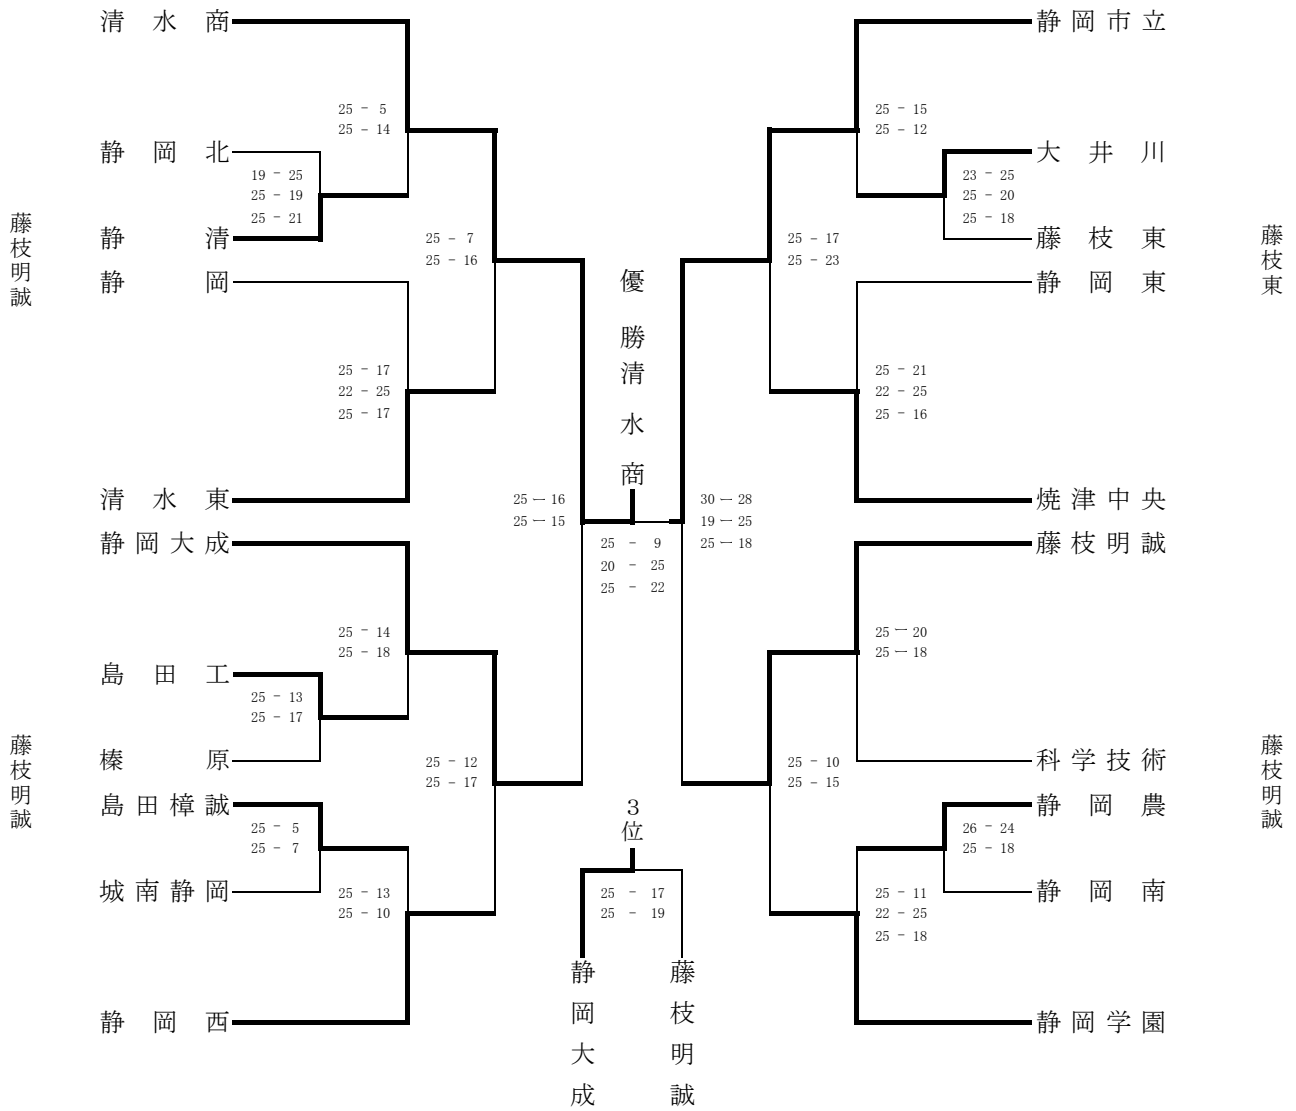 清水商
25 - 5
25 - 14
静岡北
19 - 25
25 - 19
25 - 21
静清
藤枝明誠
25 - 7
25 - 16
静岡
25 - 17
22 - 25
25 - 17
清水東
静岡大成
25 - 14
25 - 18
島田工
25 - 13
25 - 17
榛原
藤枝明誠
25 - 12
25 - 17
島田樟誠
25 - 5
25 - 7
城南静岡
25 - 13
25 - 10
静岡西
25 ー 16
25 ー 15
優勝清水商
25 - 9
20 - 25
25 - 22
30 ー 28
19 ー 25
25 ー 18
3位
25 - 17
25 - 19
静岡大成
藤枝明誠
静岡市立
25 - 15
25 - 12
大井川
23 - 25
25 - 20
25 - 18
藤枝東
藤枝東
25 - 17
25 - 23
静岡東
25 - 21
22 - 25
25 - 16
焼津中央
藤枝明誠
25 ー 20
25 ー 18
科学技術
藤枝明誠
25 - 10
25 - 15
静岡農
26 - 24
25 - 18
静岡南
25 - 11
22 - 25
25 - 18
静岡学園